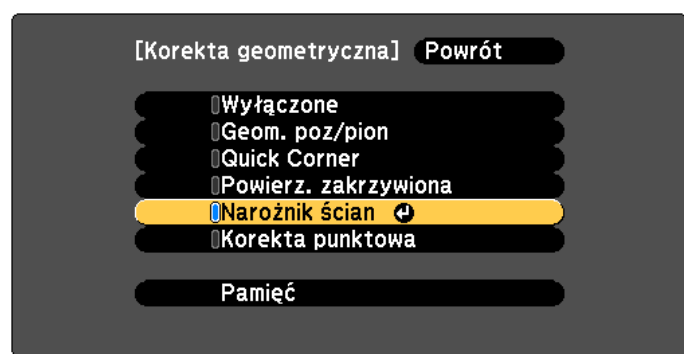 [Korekta geometryczna] Powrót
Wyłączone
Geom. poz/pion
Quick Corner
Powierz. zakrzywiona
Narożnik ścian
Korekta punktowa
Pamięć